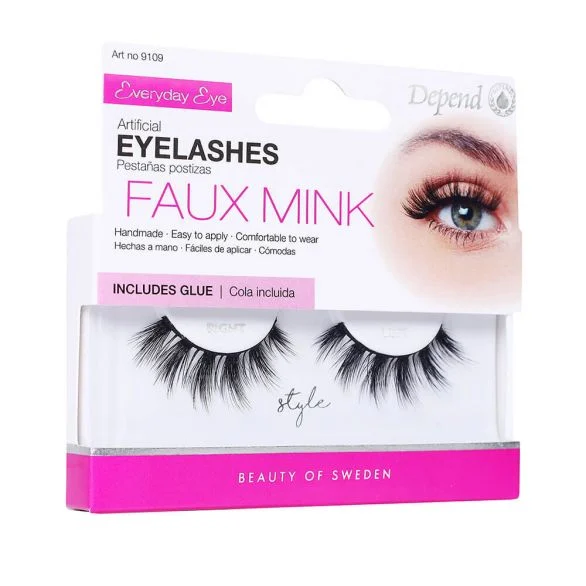 Art no 9109
Everyday Eye
Depend
Artificial
EYELASHES
Pestañas postizas
FAUX MINK
Handmade · Easy to apply · Comfortable to wear
Hechas a mano · Fáciles de aplicar · Cómodas
INCLUDES GLUE | Cola incluida
RIGHT
LEFT
style
BEAUTY OF SWEDEN